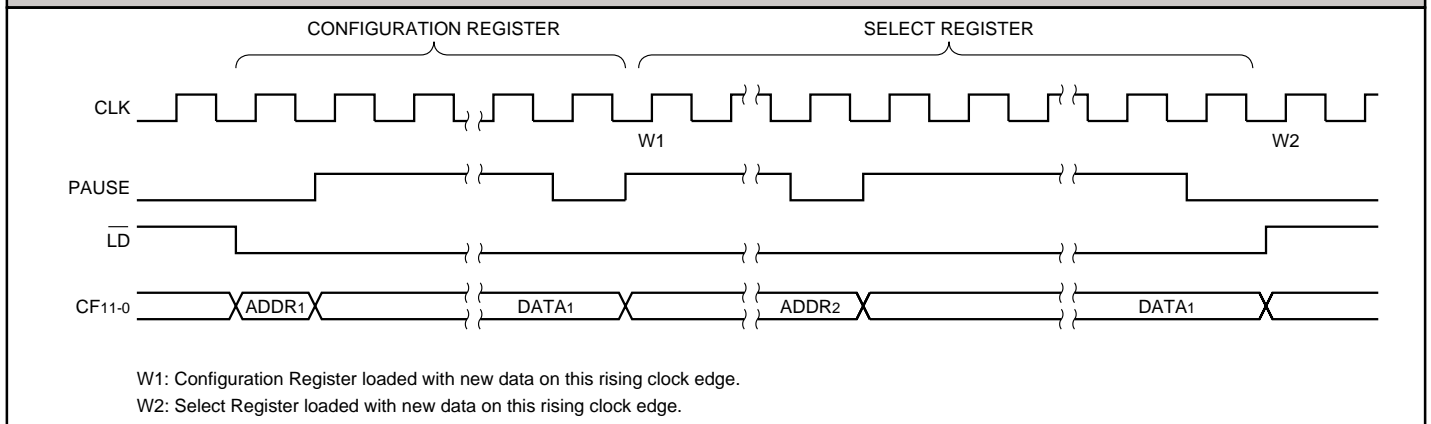 CONFIGURATION REGISTER SELECT REGISTER
CLK
W1 W2
PAUSE
LD
CF11-0 ADDR1 DATA1 ADDR2 DATA1
W1: Configuration Register loaded with new data on this rising clock edge.
W2: Select Register loaded with new data on this rising clock edge.